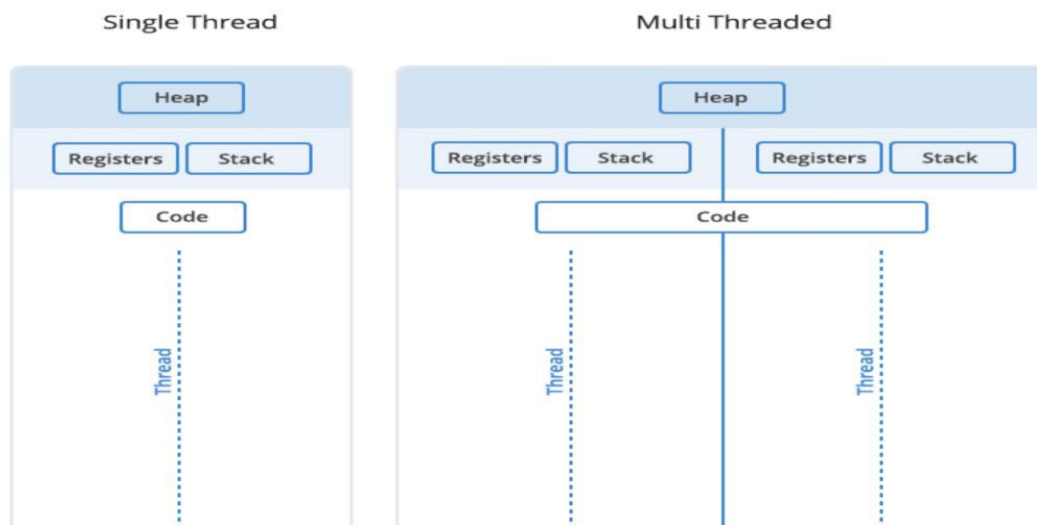 Single Thread
Multi Threaded
Heap
Registers
Stack
Code
Thread
Heap
Registers
Stack
Registers
Stack
Code
Thread
Thread